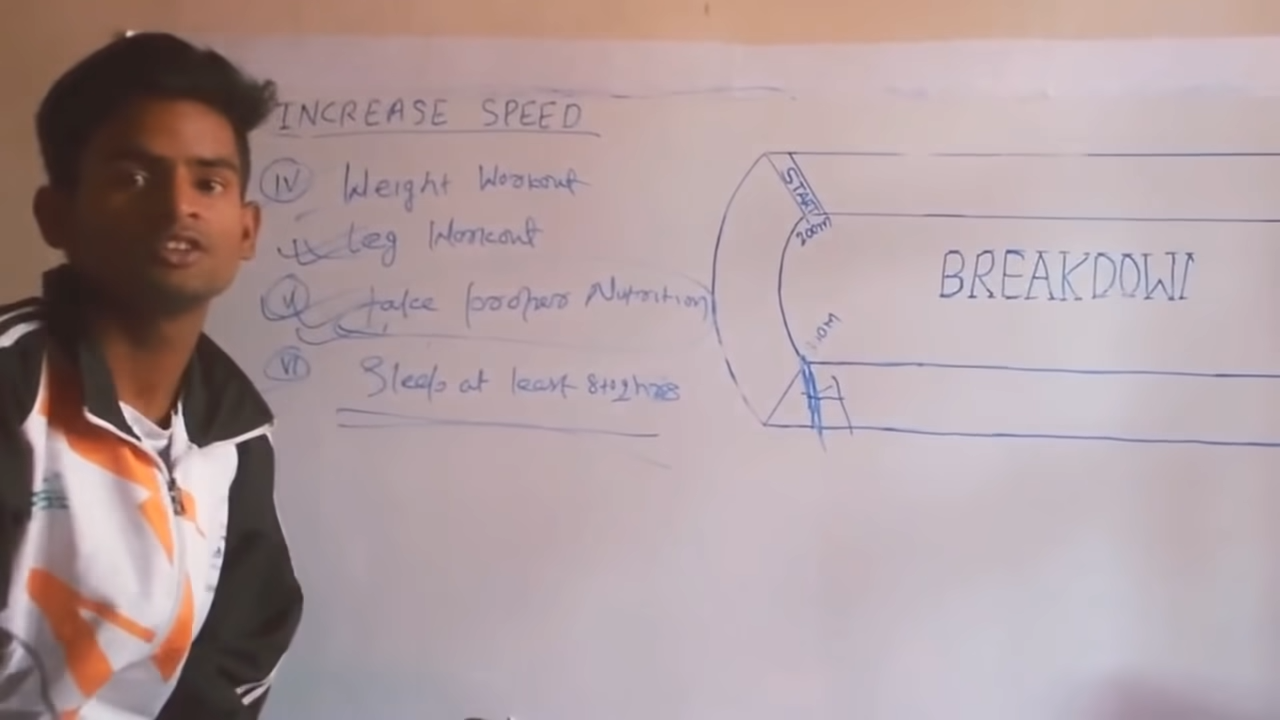 INCREASE SPEED
IV Weight Workout
Leg Workout
V take proper Nutrition
VI Sleep at least 8to9 hrs
START
200m
BREAKDOWN